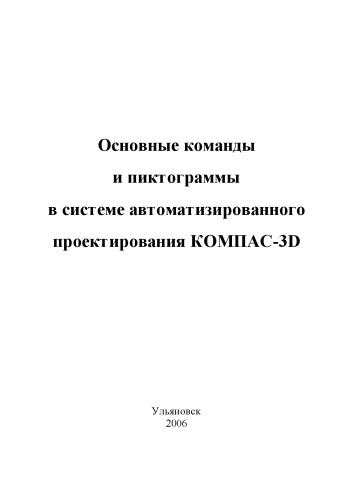 Основные команды
и пиктограммы
в системе автоматизированного
проектирования КОМПАС-3D
Ульяновск
2006